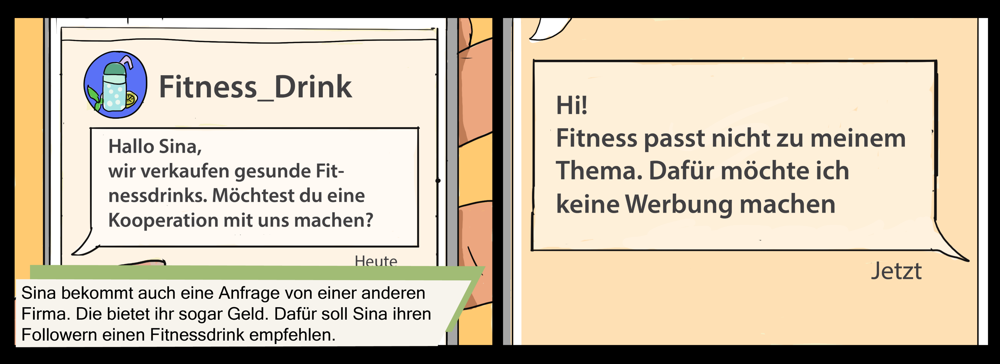 Fitness_Drink
Hallo Sina,
wir verkaufen gesunde Fit-
nessdrinks. Möchtest du eine
Kooperation mit uns machen?
Heute
Sina bekommt auch eine Anfrage von einer anderen
Firma. Die bietet ihr sogar Geld. Dafür soll Sina ihren
Followern einen Fitnessdrink empfehlen.
Hi!
Fitness passt nicht zu meinem
Thema. Dafür möchte ich
keine Werbung machen
Jetzt